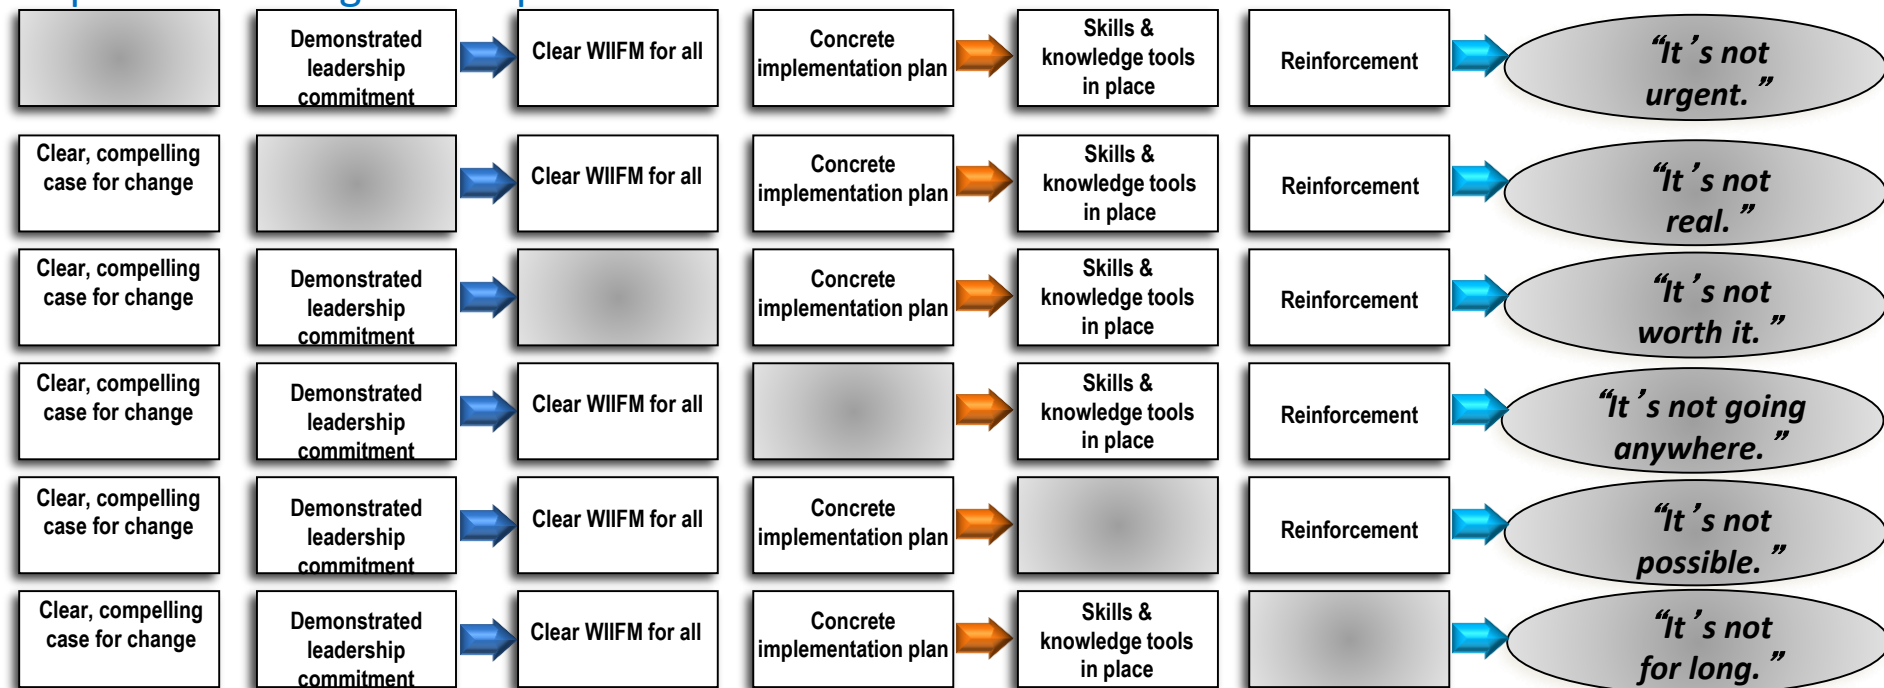 Demonstrated
leadership
commitment
Clear WIIFM for all
Concrete
implementation plan
Skills &
knowledge tools
in place
Reinforcement
“It’s not
urgent.”
Clear, compelling
case for change
Clear WIIFM for all
Concrete
implementation plan
Skills &
knowledge tools
in place
Reinforcement
“It’s not
real.”
Clear, compelling
case for change
Demonstrated
leadership
commitment
Concrete
implementation plan
Skills &
knowledge tools
in place
Reinforcement
“It’s not
worth it.”
Clear, compelling
case for change
Demonstrated
leadership
commitment
Clear WIIFM for all
Skills &
knowledge tools
in place
Reinforcement
“It’s not going
anywhere.”
Clear, compelling
case for change
Demonstrated
leadership
commitment
Clear WIIFM for all
Concrete
implementation plan
Reinforcement
“It’s not
possible.”
Clear, compelling
case for change
Demonstrated
leadership
commitment
Clear WIIFM for all
Concrete
implementation plan
Skills &
knowledge tools
in place
“It’s not
for long.”